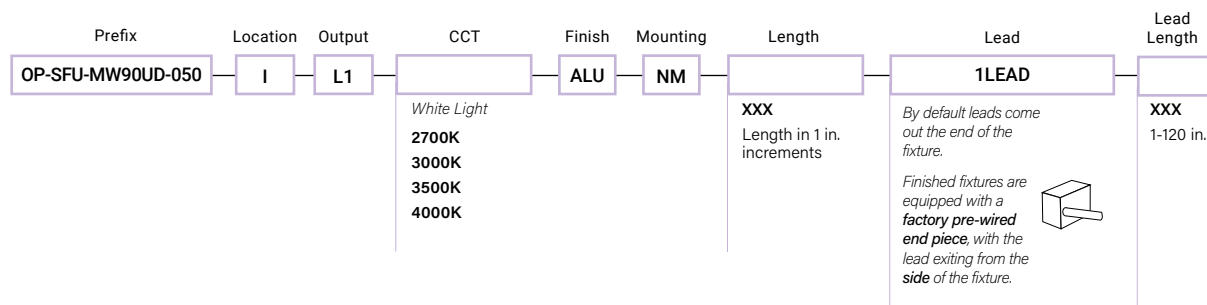 Prefix
Location
Output
CCT
Finish
Mounting
Length
Lead
Lead
Length
OP-SFU-MW90UD-050
I
L1
ALU
NM
1LEAD
White Light
2700K
3000K
3500K
4000K
XXX
Length in 1 in.
increments
By default leads come
out the end of the
fixture.
Finished fixtures are
equipped with a
factory pre-wired
end piece, with the
lead exiting from the
side of the fixture.
XXX
1-120 in.